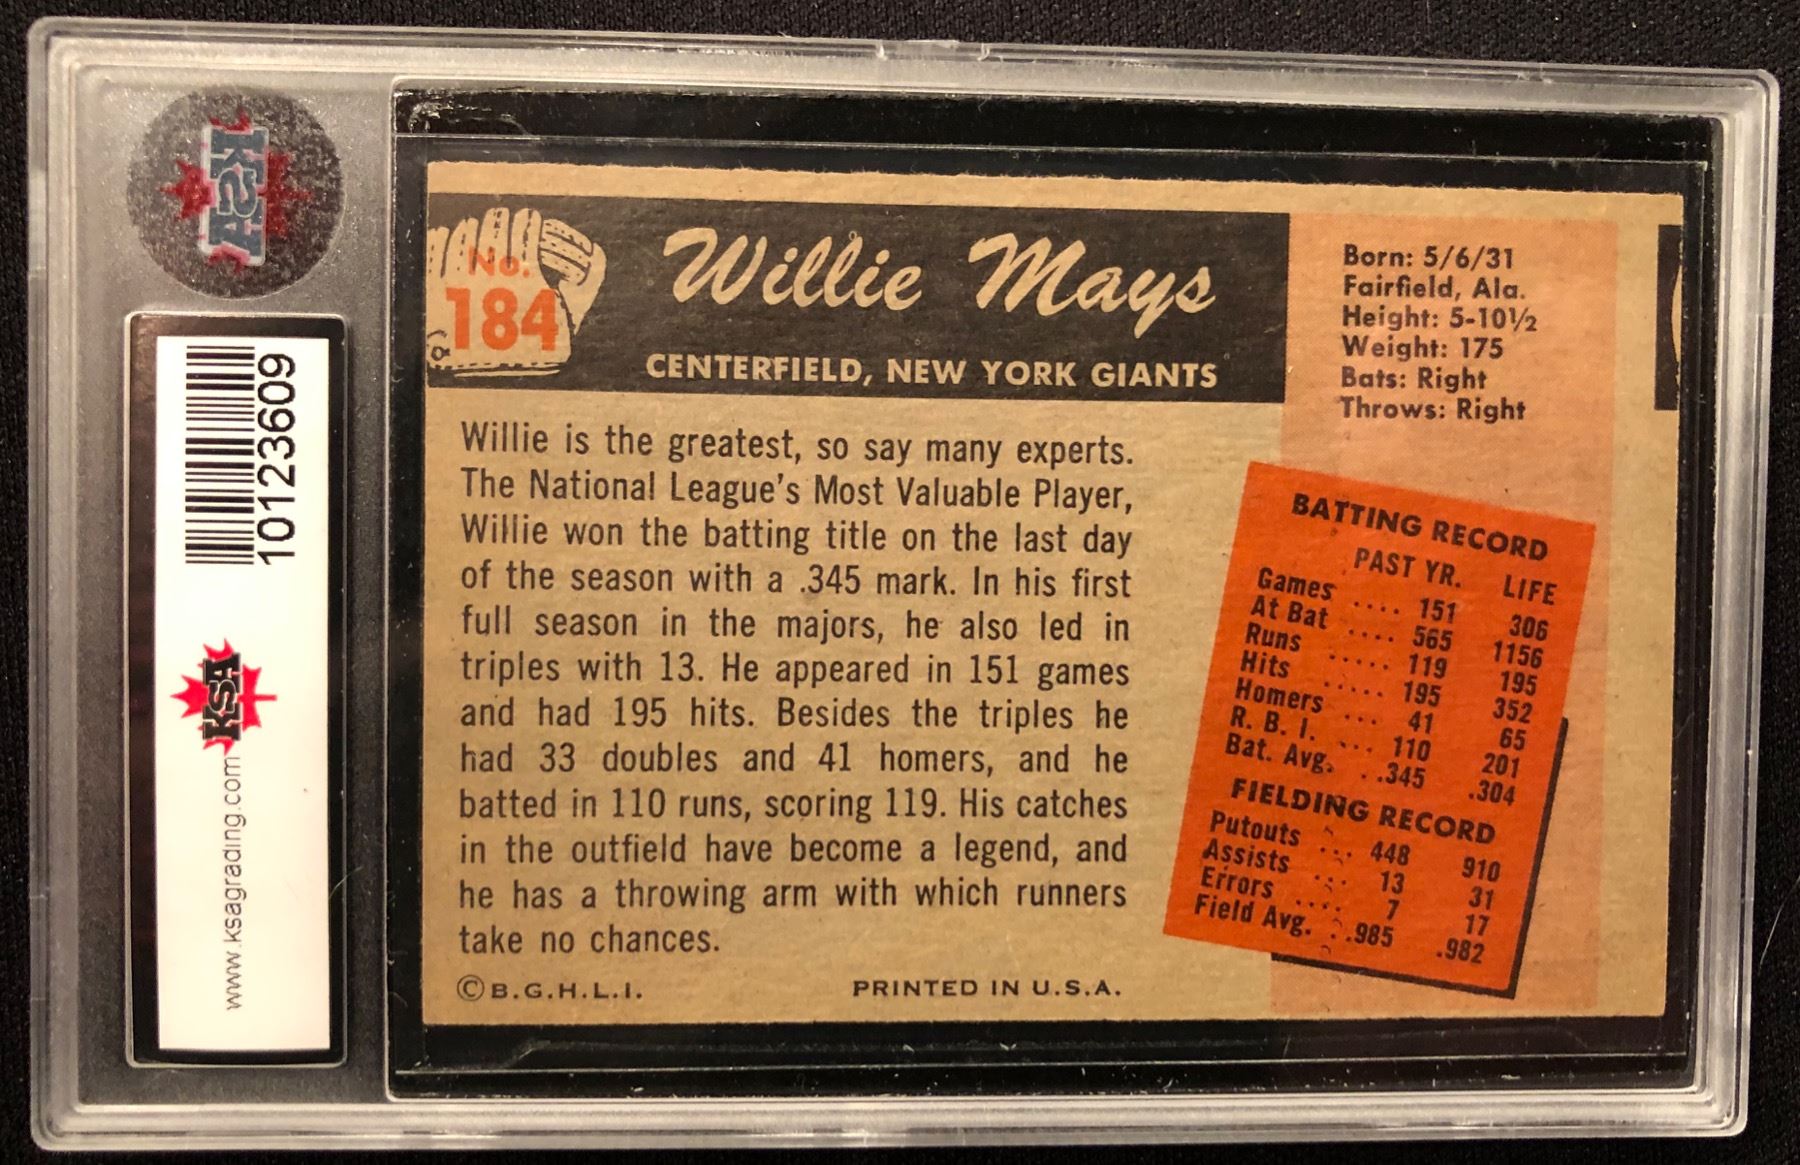 KSA
10123609
KSA
www.ksagrading.com
No.
184
Willie Mays
CENTERFIELD, NEW YORK GIANTS
Born: 5/6/31
Fairfield, Ala.
Height: 5-10½
Weight: 175
Bats: Right
Throws: Right
Willie is the greatest, so say many experts.
The National League's Most Valuable Player,
Willie won the batting title on the last day
of the season with a .345 mark. In his first
full season in the majors, he also led in
triples with 13. He appeared in 151 games
and had 195 hits. Besides the triples he
had 33 doubles and 41 homers, and he
batted in 110 runs, scoring 119. His catches
in the outfield have become a legend, and
he has a throwing arm with which runners
take no chances.
© B.G.H.L.I.
PRINTED IN U.S.A.
BATTING RECORD
PAST YR. LIFE
Games .... 151 306
At Bat .... 565 1156
Runs ..... 119 195
Hits ..... 195 352
Homers ... 41 65
R. B. I. ... 110 201
Bat. Avg. . .345 .304
FIELDING RECORD
Putouts ... 448 910
Assists ... 13 31
Errors .... 7 17
Field Avg. . .985 .982